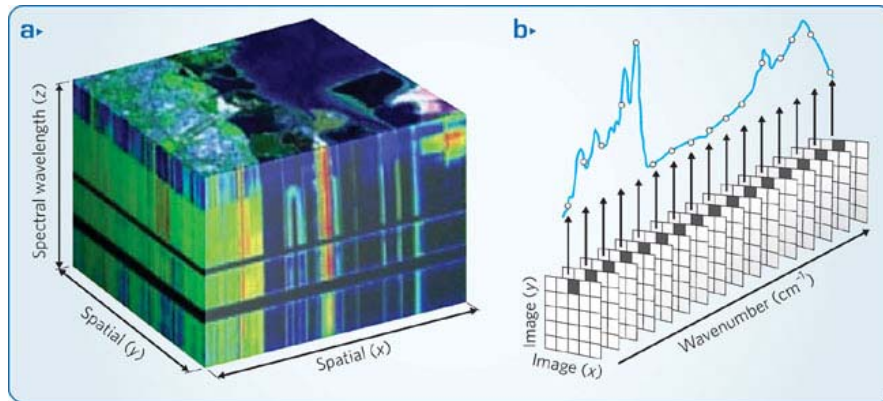 a▸
Spectral wavelength (z)
Spatial (y)
Spatial (x)
b▸
Image (y)
Image (x)
Wavenumber (cm⁻¹)